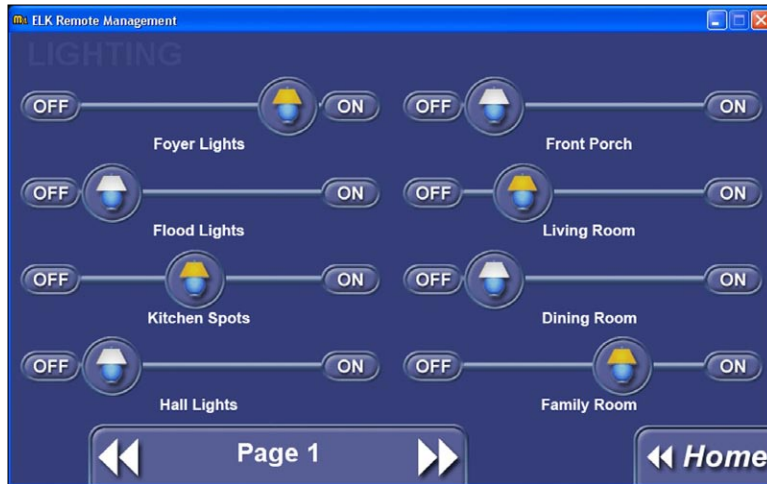 ELK Remote Management
LIGHTING
OFF ON OFF ON
Foyer Lights Front Porch
OFF ON OFF ON
Flood Lights Living Room
OFF ON OFF ON
Kitchen Spots Dining Room
OFF ON OFF ON
Hall Lights Family Room
Page 1 Home